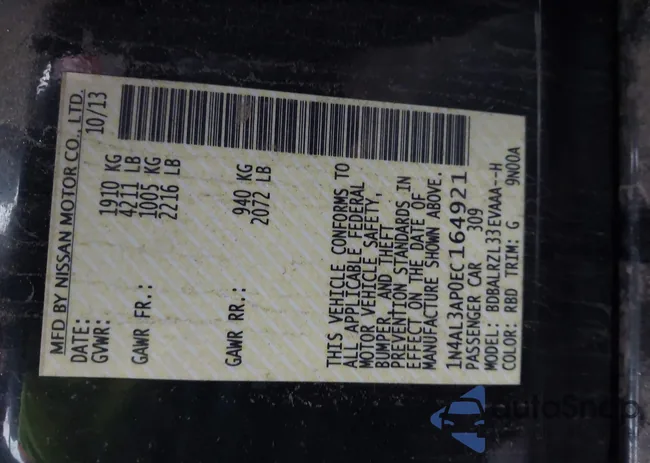 MFD BY NISSAN MOTOR CO., LTD.
DATE: 10/13
GVWR: 1910 KG
4211 LB
GAWR FR.: 1005 KG
2216 LB
GAWR RR.: 940 KG
2072 LB
THIS VEHICLE CONFORMS TO
ALL APPLICABLE FEDERAL
MOTOR VEHICLE SAFETY,
BUMPER, AND THEFT
PREVENTION STANDARDS IN
EFFECT ON THE DATE OF
MANUFACTURE SHOWN ABOVE.
1N4AL3AP0EC164921
PASSENGER CAR 309
MODEL: BDBALRZL33EVAAA--H
COLOR: RBD TRIM: G 9N00A
autoSnap